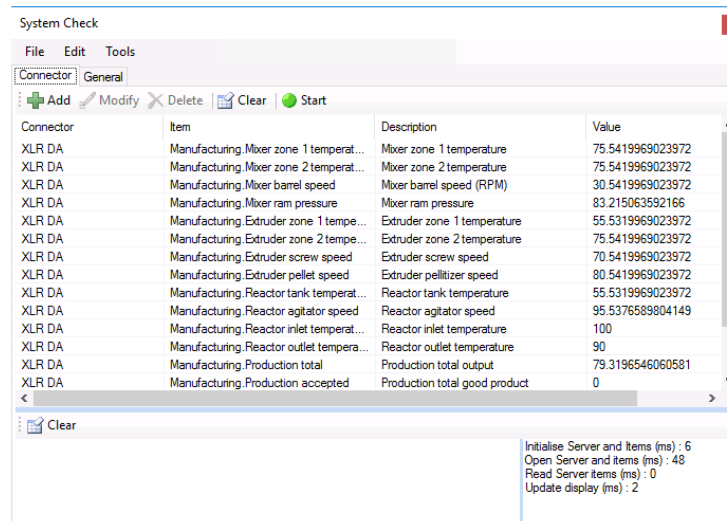 System Check
File Edit Tools
Connector General
Add Modify Delete Clear Start
Connector Item Description Value
XLR DA Manufacturing.Mixer zone 1 temperat... Mixer zone 1 temperature 75.5419969023972
XLR DA Manufacturing.Mixer zone 2 temperat... Mixer zone 2 temperature 75.5419969023972
XLR DA Manufacturing.Mixer barrel speed Mixer barrel speed (RPM) 30.5419969023972
XLR DA Manufacturing.Mixer ram pressure Mixer ram pressure 83.215063592166
XLR DA Manufacturing.Extruder zone 1 tempe... Extruder zone 1 temperature 55.5319969023972
XLR DA Manufacturing.Extruder zone 2 tempe... Extruder zone 2 temperature 75.5419969023972
XLR DA Manufacturing.Extruder screw speed Extruder screw speed 70.5419969023972
XLR DA Manufacturing.Extruder pellet speed Extruder pellitizer speed 80.5419969023972
XLR DA Manufacturing.Reactor tank temperat... Reactor tank temperature 55.5319969023972
XLR DA Manufacturing.Reactor agitator speed Reactor agitator speed 95.5376589804149
XLR DA Manufacturing.Reactor inlet temperat... Reactor inlet temperature 100
XLR DA Manufacturing.Reactor outlet tempera... Reactor outlet temperature 90
XLR DA Manufacturing.Production total Production total output 79.3196546060581
XLR DA Manufacturing.Production accepted Production total good product 0
Clear
Initialise Server and Items (ms) : 6
Open Server and items (ms) : 48
Read Server items (ms) : 0
Update display (ms) : 2